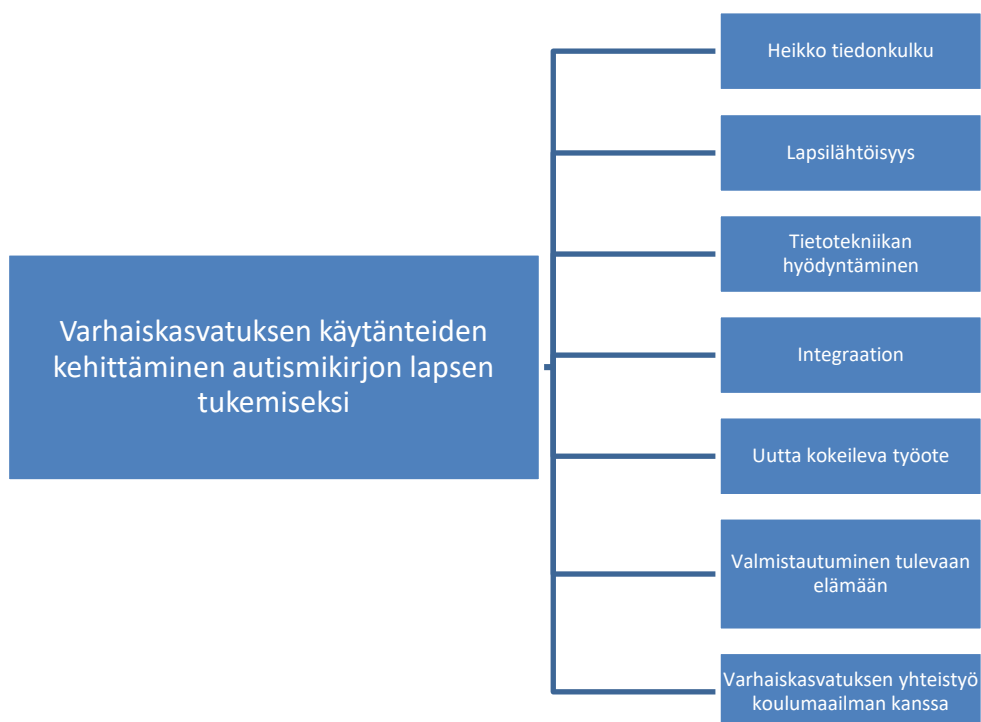 Heikko tiedonkulku
Lapsilähtöisyys
Tietotekniikan
hyödyntäminen
Varhaiskasvatuksen käytänteiden
kehittäminen autismikirjon lapsen
tukemiseksi
Integraation
Uutta kokeileva työote
Valmistautuminen tulevaan
elämään
Varhaiskasvatuksen yhteistyö
koulumaailman kanssa